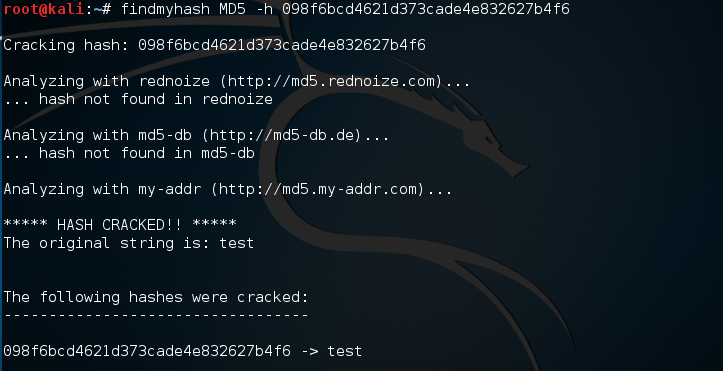 root@kali:~# findmyhash MD5 -h 098f6bcd4621d373cade4e832627b4f6
Cracking hash: 098f6bcd4621d373cade4e832627b4f6
Analyzing with rednoize (http://md5.rednoize.com)...
... hash not found in rednoize
Analyzing with md5-db (http://md5-db.de)...
... hash not found in md5-db
Analyzing with my-addr (http://md5.my-addr.com)...
***** HASH CRACKED!! *****
The original string is: test
The following hashes were cracked:
----------------------------------
098f6bcd4621d373cade4e832627b4f6 -> test